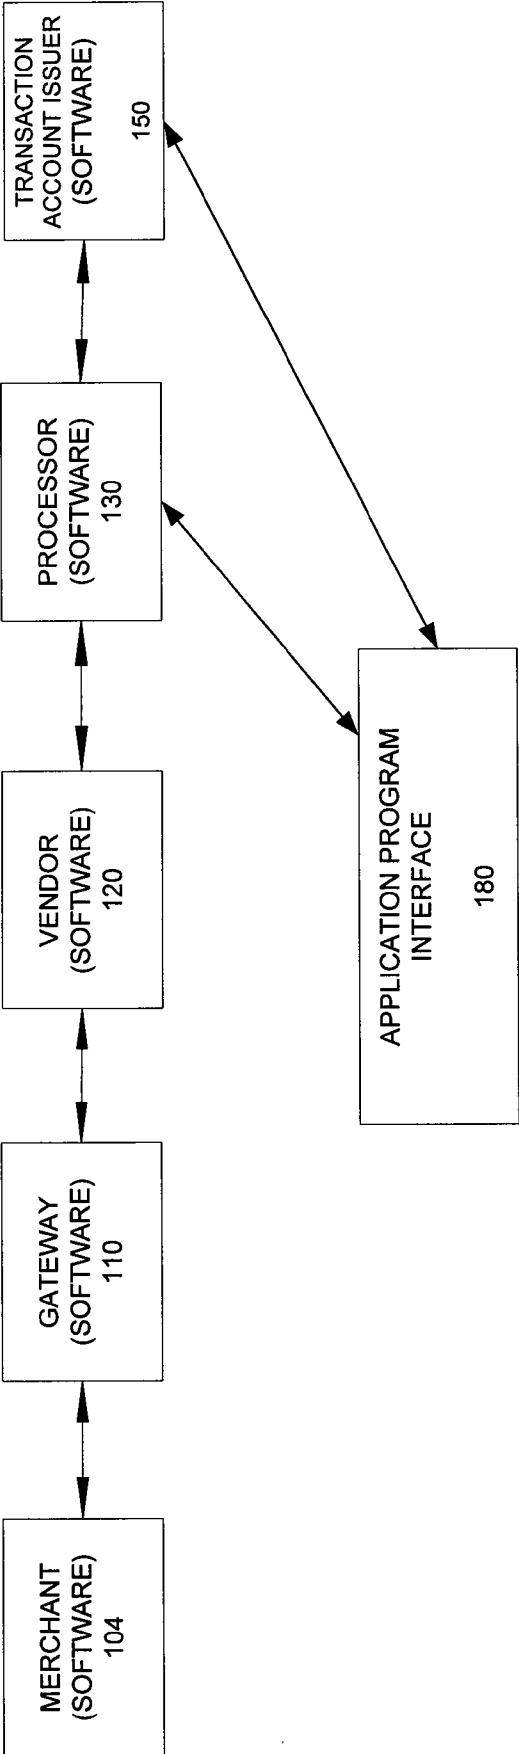 MERCHANT
(SOFTWARE)
104
GATEWAY
(SOFTWARE)
110
VENDOR
(SOFTWARE)
120
PROCESSOR
(SOFTWARE)
130
TRANSACTION
ACCOUNT ISSUER
(SOFTWARE)
150
APPLICATION PROGRAM
INTERFACE
180